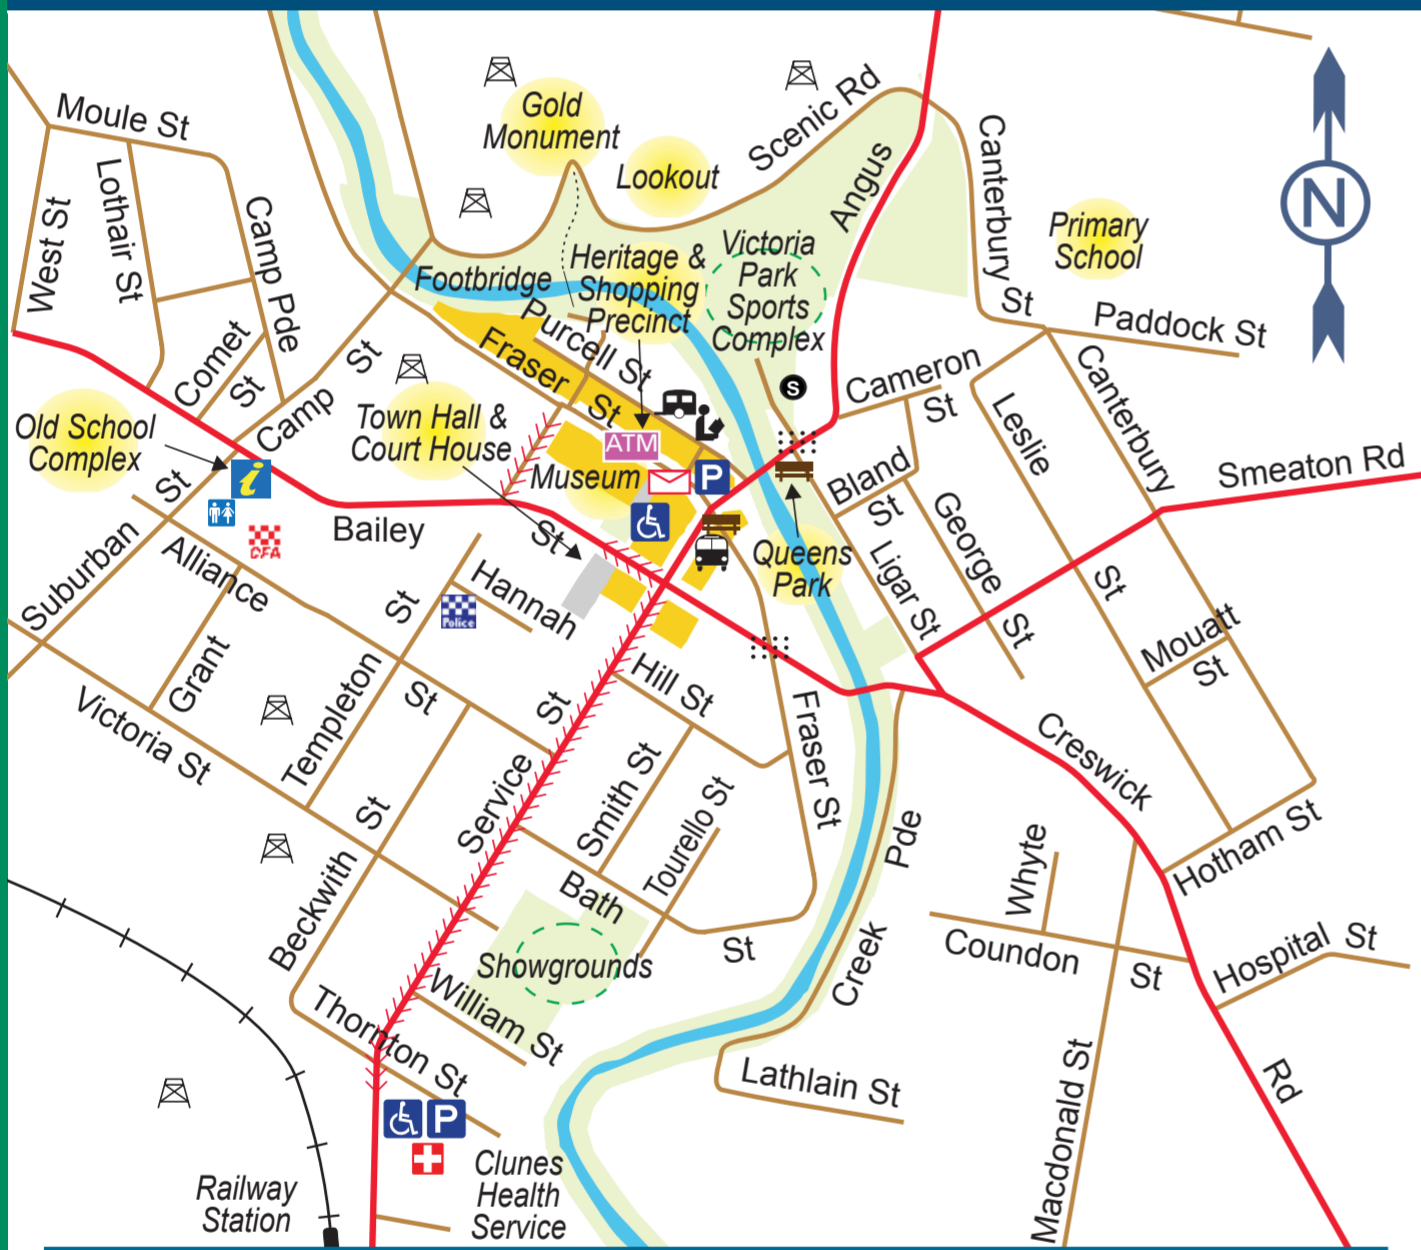 Moule St
West St
Lothair St
Camp Pde
Gold
Monument
Lookout
Scenic Rd
Angus
Canterbury
St
Primary
School
N
Paddock St
Footbridge
Heritage &
Shopping
Precinct
Victoria
Park
Sports
Complex
Purcell St
Fraser
St
Comet
St
Camp
St
Old School
Complex
Town Hall &
Court House
Museum
ATM
P
S
Cameron
St
Leslie
St
Canterbury
Smeaton Rd
Bland
St
George
St
Ligar St
Queens
Park
Mouatt
St
i
CFA
Bailey
St
Suburban
St
Alliance
St
Hannah
Police
Grant
Templeton
St
Victoria St
Hill St
Service
St
Smith St
Tourello St
Fraser St
Beckwith
St
Bath
St
Showgrounds
William St
Thornton St
Creek
Pde
Lathlain St
Creswick
Rd
Hotham St
Whyte
Coundon
St
Hospital St
Macdonald St
P
Clunes
Health
Service
Railway
Station